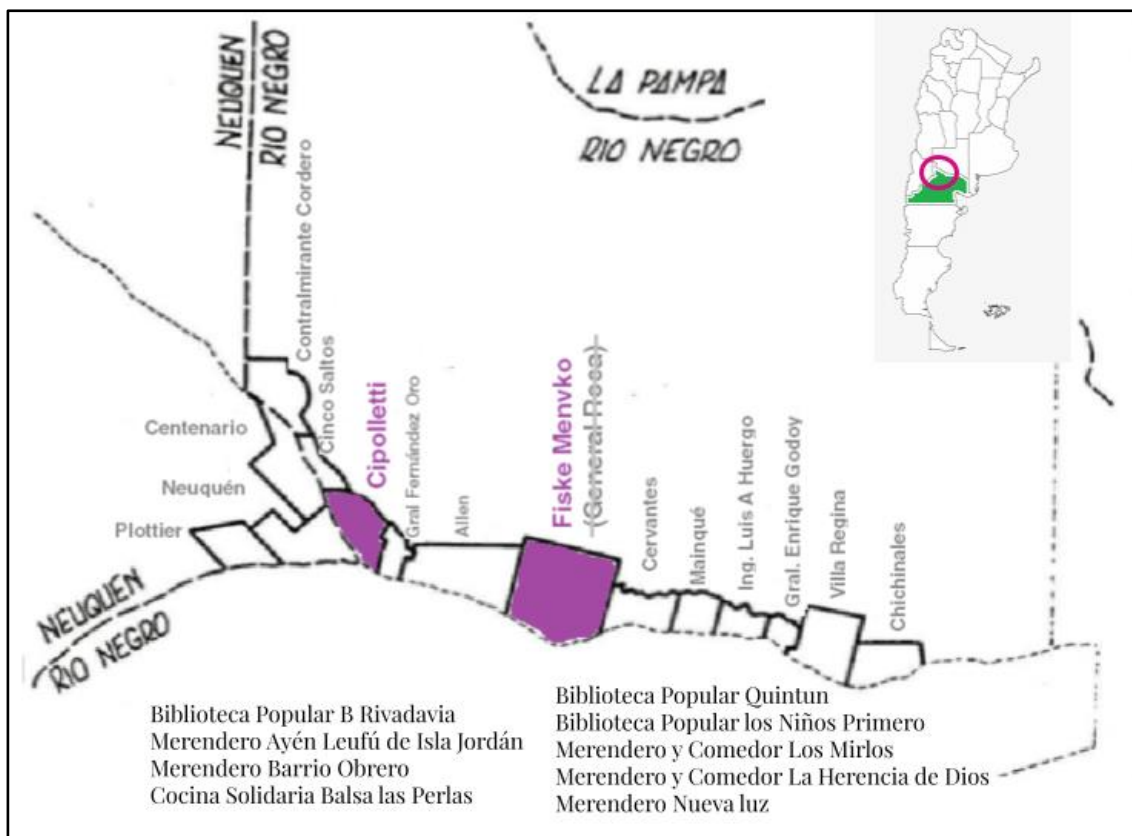 NEUQUEN
RIO NEGRO
LA PAMPA
RIO NEGRO
Contralmirante Cordero
Cinco Saltos
Cipolletti
Gral Fernández Oro
Allen
Fiske Menvko
(General Roca)
Cervantes
Mainqué
Ing. Luis A Huergo
Gral. Enrique Godoy
Villa Regina
Chichinales
Centenario
Neuquén
Plottier
NEUQUEN
RIO NEGRO
Biblioteca Popular B Rivadavia
Merendero Ayén Leufú de Isla Jordán
Merendero Barrio Obrero
Cocina Solidaria Balsa las Perlas
Biblioteca Popular Quintun
Biblioteca Popular los Niños Primero
Merendero y Comedor Los Mirlos
Merendero y Comedor La Herencia de Dios
Merendero Nueva luz